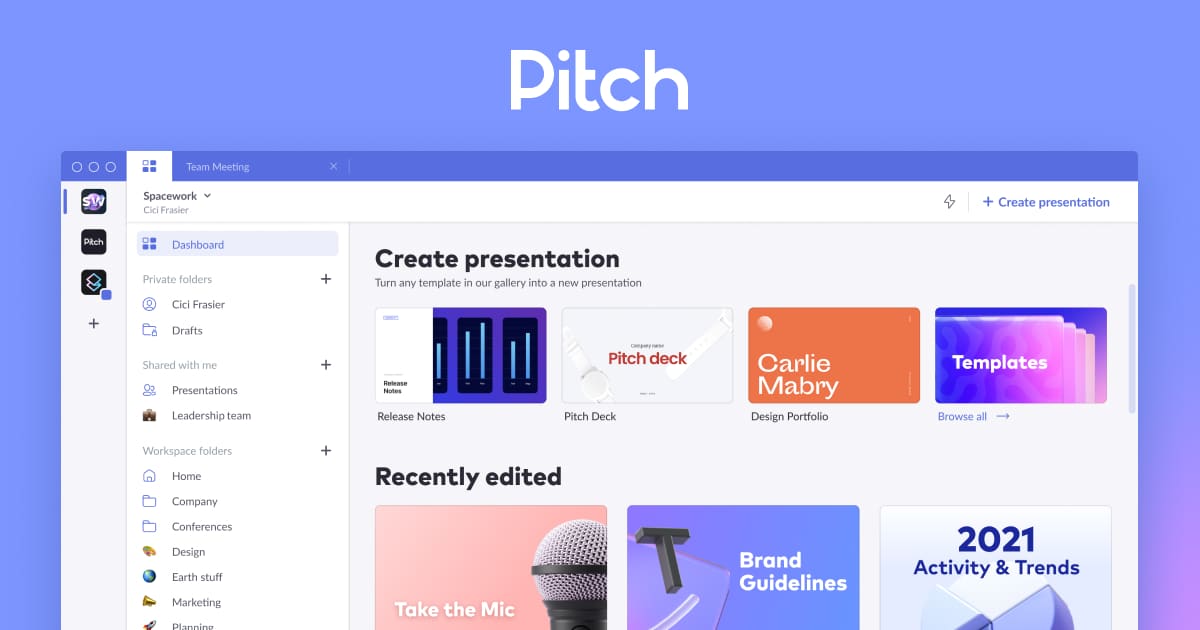 Pitch
Team Meeting
SW
Spacework
Cici Frasier
Create presentation
Pitch
Dashboard
Private folders
Cici Frasier
Drafts
Shared with me
Presentations
Leadership team
Workspace folders
Home
Company
Conferences
Design
Earth stuff
Marketing
Planning
Create presentation
Turn any template in our gallery into a new presentation
Release
Notes
Release Notes
Company name
Pitch deck
Pitch Deck
Carlie
Mabry
Design Portfolio
Templates
Browse all
Recently edited
Take the Mic
Brand
Guidelines
2021
Activity & Trends